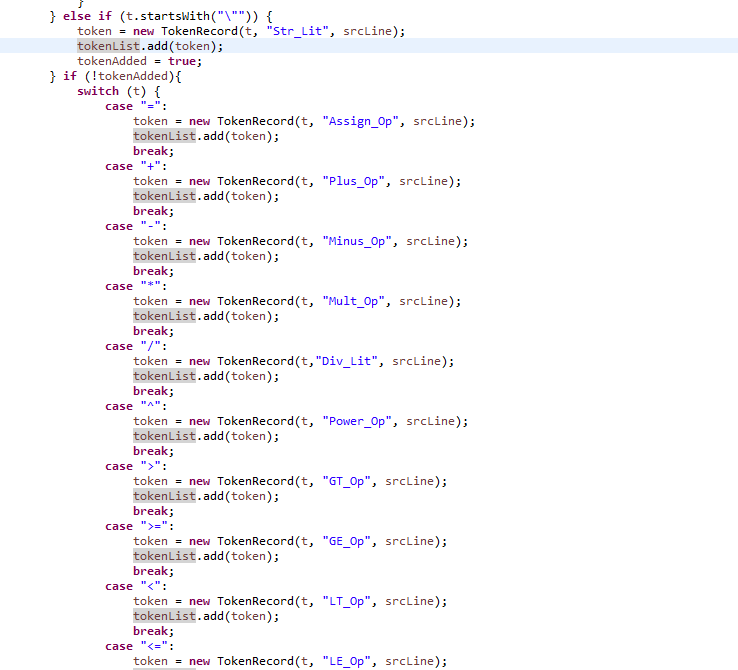 }
} else if (t.startsWith("\"")) {
token = new TokenRecord(t, "Str_Lit", srcLine);
tokenList.add(token);
tokenAdded = true;
} if (!tokenAdded){
switch (t) {
case "=":
token = new TokenRecord(t, "Assign_Op", srcLine);
tokenList.add(token);
break;
case "+":
token = new TokenRecord(t, "Plus_Op", srcLine);
tokenList.add(token);
break;
case "-":
token = new TokenRecord(t, "Minus_Op", srcLine);
tokenList.add(token);
break;
case "*":
token = new TokenRecord(t, "Mult_Op", srcLine);
tokenList.add(token);
break;
case "/":
token = new TokenRecord(t,"Div_Lit", srcLine);
tokenList.add(token);
break;
case "^":
token = new TokenRecord(t, "Power_Op", srcLine);
tokenList.add(token);
break;
case ">":
token = new TokenRecord(t, "GT_Op", srcLine);
tokenList.add(token);
break;
case ">=":
token = new TokenRecord(t, "GE_Op", srcLine);
tokenList.add(token);
break;
case "<":
token = new TokenRecord(t, "LT_Op", srcLine);
tokenList.add(token);
break;
case "<=":
token = new TokenRecord(t, "LE_Op", srcLine);